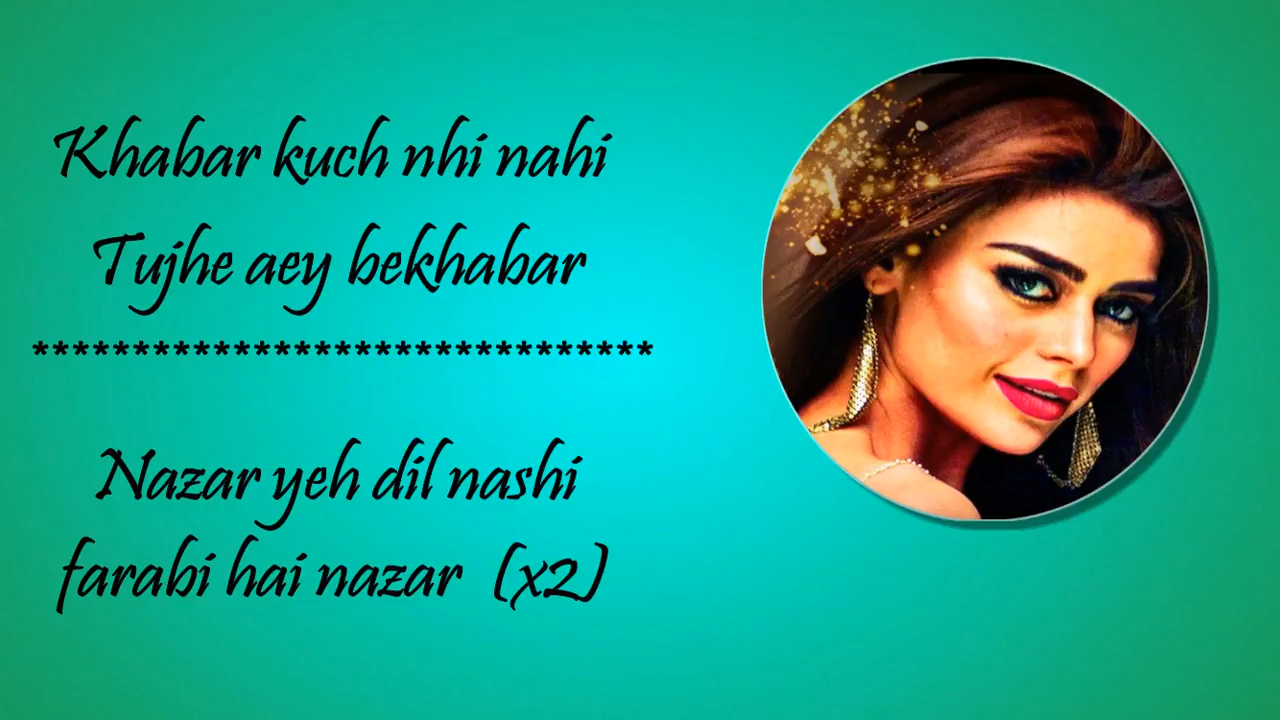 Khabar kuch nhi nahi
Tujhe aey bekhabar
*******************************
Nazar yeh dil nashi
farabi hai nazar (x2)